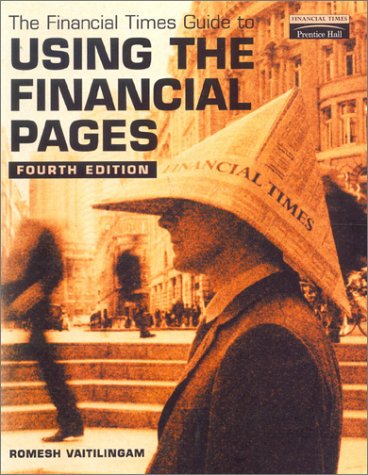 The Financial Times Guide to
USING THE
FINANCIAL
PAGES
FOURTH EDITION
FINANCIAL TIMES
Prentice Hall
FINANCIAL TIMES
ROMESH VAITILINGAM